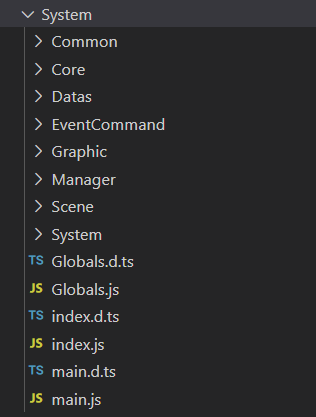 System
Common
Core
Datas
EventCommand
Graphic
Manager
Scene
System
TS Globals.d.ts
JS Globals.js
TS index.d.ts
JS index.js
TS main.d.ts
JS main.js